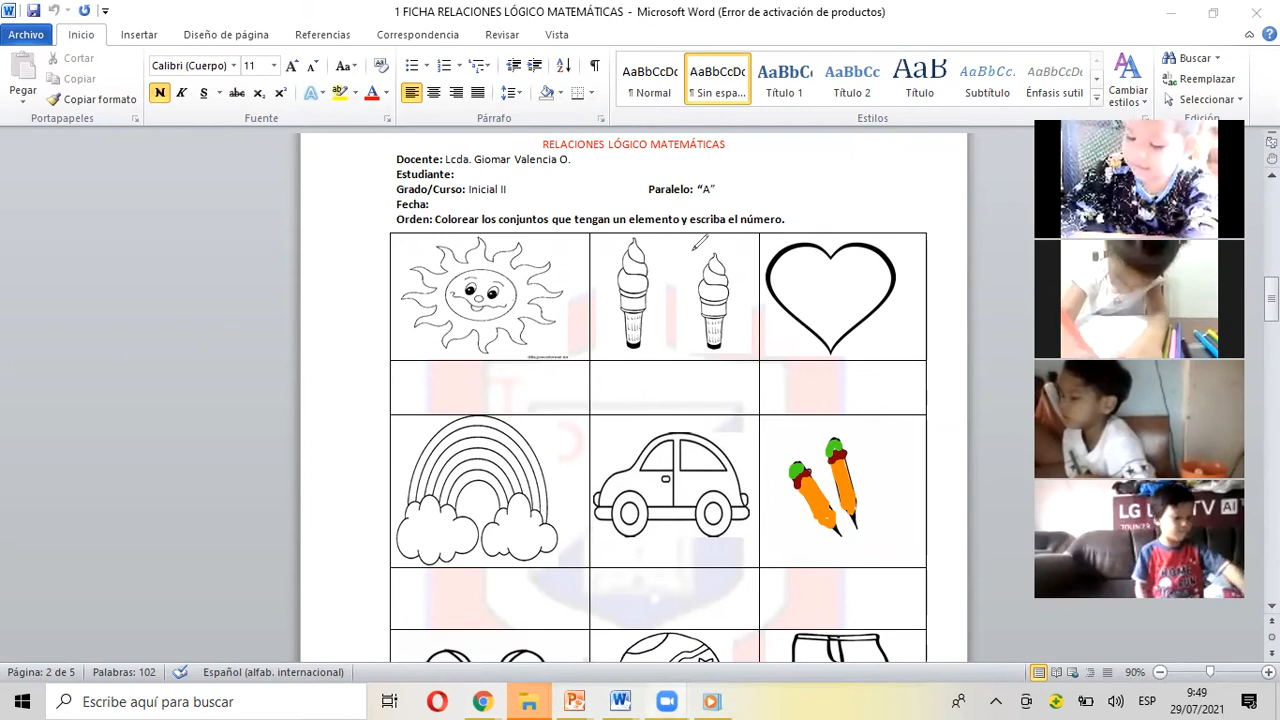 1 FICHA RELACIONES LÓGICO MATEMÁTICAS - Microsoft Word (Error de activación de productos)
Archivo Inicio Insertar Diseño de página Referencias Correspondencia Revisar Vista
Cortar
Copiar
Copiar formato
Pegar
Portapapeles
Calibri (Cuerpo) 11
N K S abc x₂ x² A A
Fuente
Párrafo
AaBbCcDc AaBbCcDc AaBbC AaBbCc AaB AaBbCc AaBbCcDc
¶ Normal ¶ Sin espa... Título 1 Título 2 Título Subtítulo Énfasis sutil
Cambiar estilos
Estilos
Buscar
Reemplazar
Seleccionar
Edición
RELACIONES LÓGICO MATEMÁTICAS
Docente: Lcda. Giomar Valencia O.
Estudiante:
Grado/Curso: Inicial II Paralelo: “A”
Fecha:
Orden: Colorear los conjuntos que tengan un elemento y escriba el número.
LG
TV AI
Página: 2 de 5 Palabras: 102 Español (alfab. internacional) 90%
Escribe aquí para buscar
ESP
9:49
29/07/2021